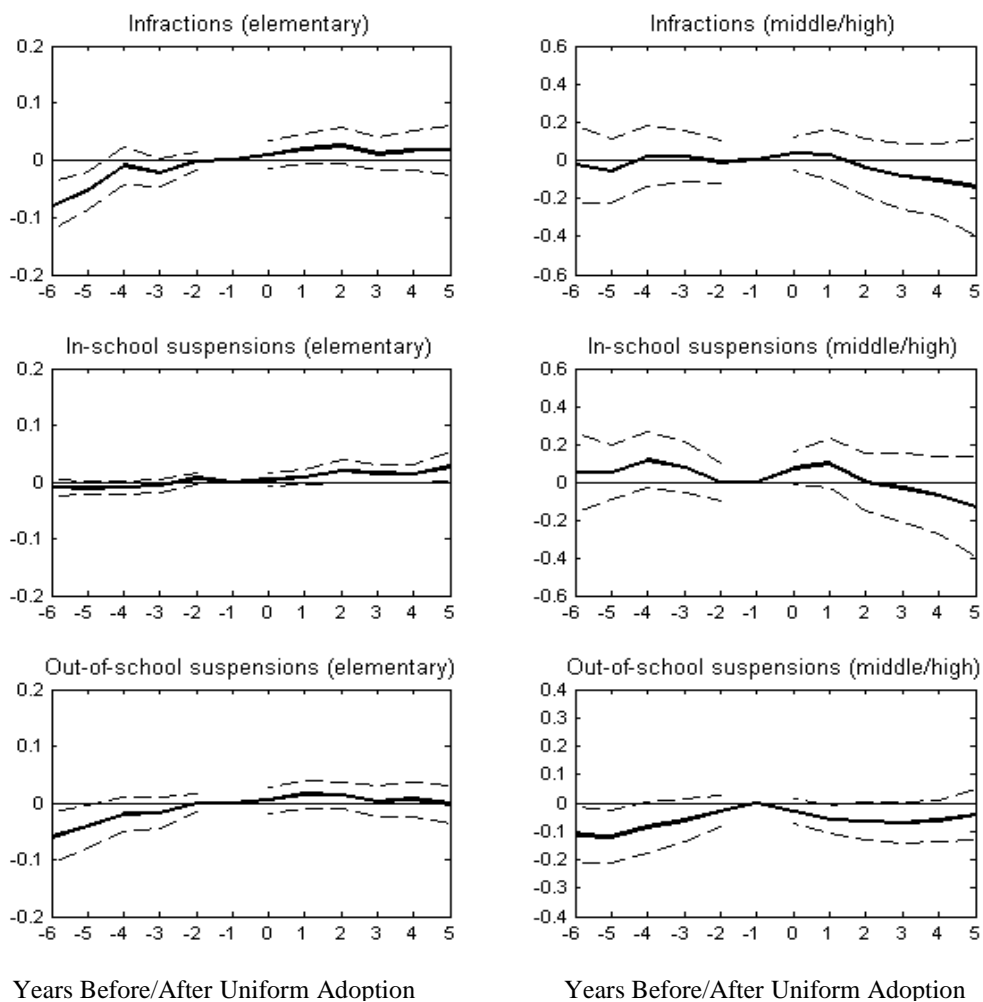 Infractions (elementary)
0.2
0.1
0
-0.1
-0.2
-6 -5 -4 -3 -2 -1 0 1 2 3 4 5
Infractions (middle/high)
0.6
0.4
0.2
0
-0.2
-0.4
-0.6
-6 -5 -4 -3 -2 -1 0 1 2 3 4 5
In-school suspensions (elementary)
0.2
0.1
0
-0.1
-0.2
-6 -5 -4 -3 -2 -1 0 1 2 3 4 5
In-school suspensions (middle/high)
0.6
0.4
0.2
0
-0.2
-0.4
-0.6
-6 -5 -4 -3 -2 -1 0 1 2 3 4 5
Out-of-school suspensions (elementary)
0.2
0.1
0
-0.1
-0.2
-6 -5 -4 -3 -2 -1 0 1 2 3 4 5
Out-of-school suspensions (middle/high)
0.4
0.3
0.2
0.1
0
-0.1
-0.2
-0.3
-0.4
-6 -5 -4 -3 -2 -1 0 1 2 3 4 5
Years Before/After Uniform Adoption
Years Before/After Uniform Adoption